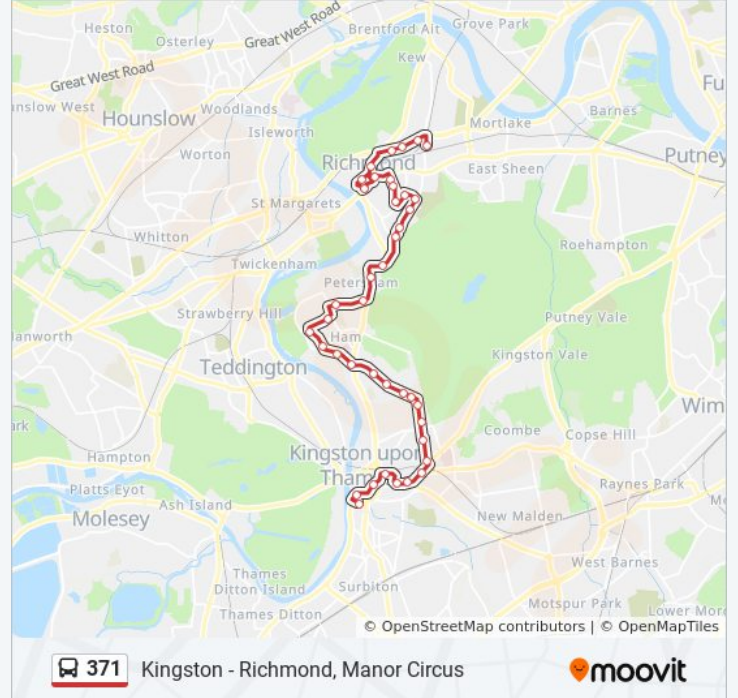 Heston
Osterley
Great West Road
Brentford Ait
Grove Park
Kew
Great West Road
Fu
unslow West
Woodlands
Hounslow
Isleworth
Mortlake
Barnes
Worton
Richmond
East Sheen
Putney
St Margarets
Whitton
Roehampton
Twickenham
Petersham
Strawberry Hill
Putney Vale
Hanworth
Ham
Kingston Vale
Teddington
Wim
ark
Coombe
Copse Hill
Kingston upon
Thames
Hampton
Platts Eyot
Raynes Park
Ash Island
Molesey
New Malden
West Barnes
Thames
Ditton Island
Surbiton
Motspur Park
Thames Ditton
Lower Mor
© OpenStreetMap contributors | © OpenMapTiles
371 Kingston - Richmond, Manor Circus
moovit